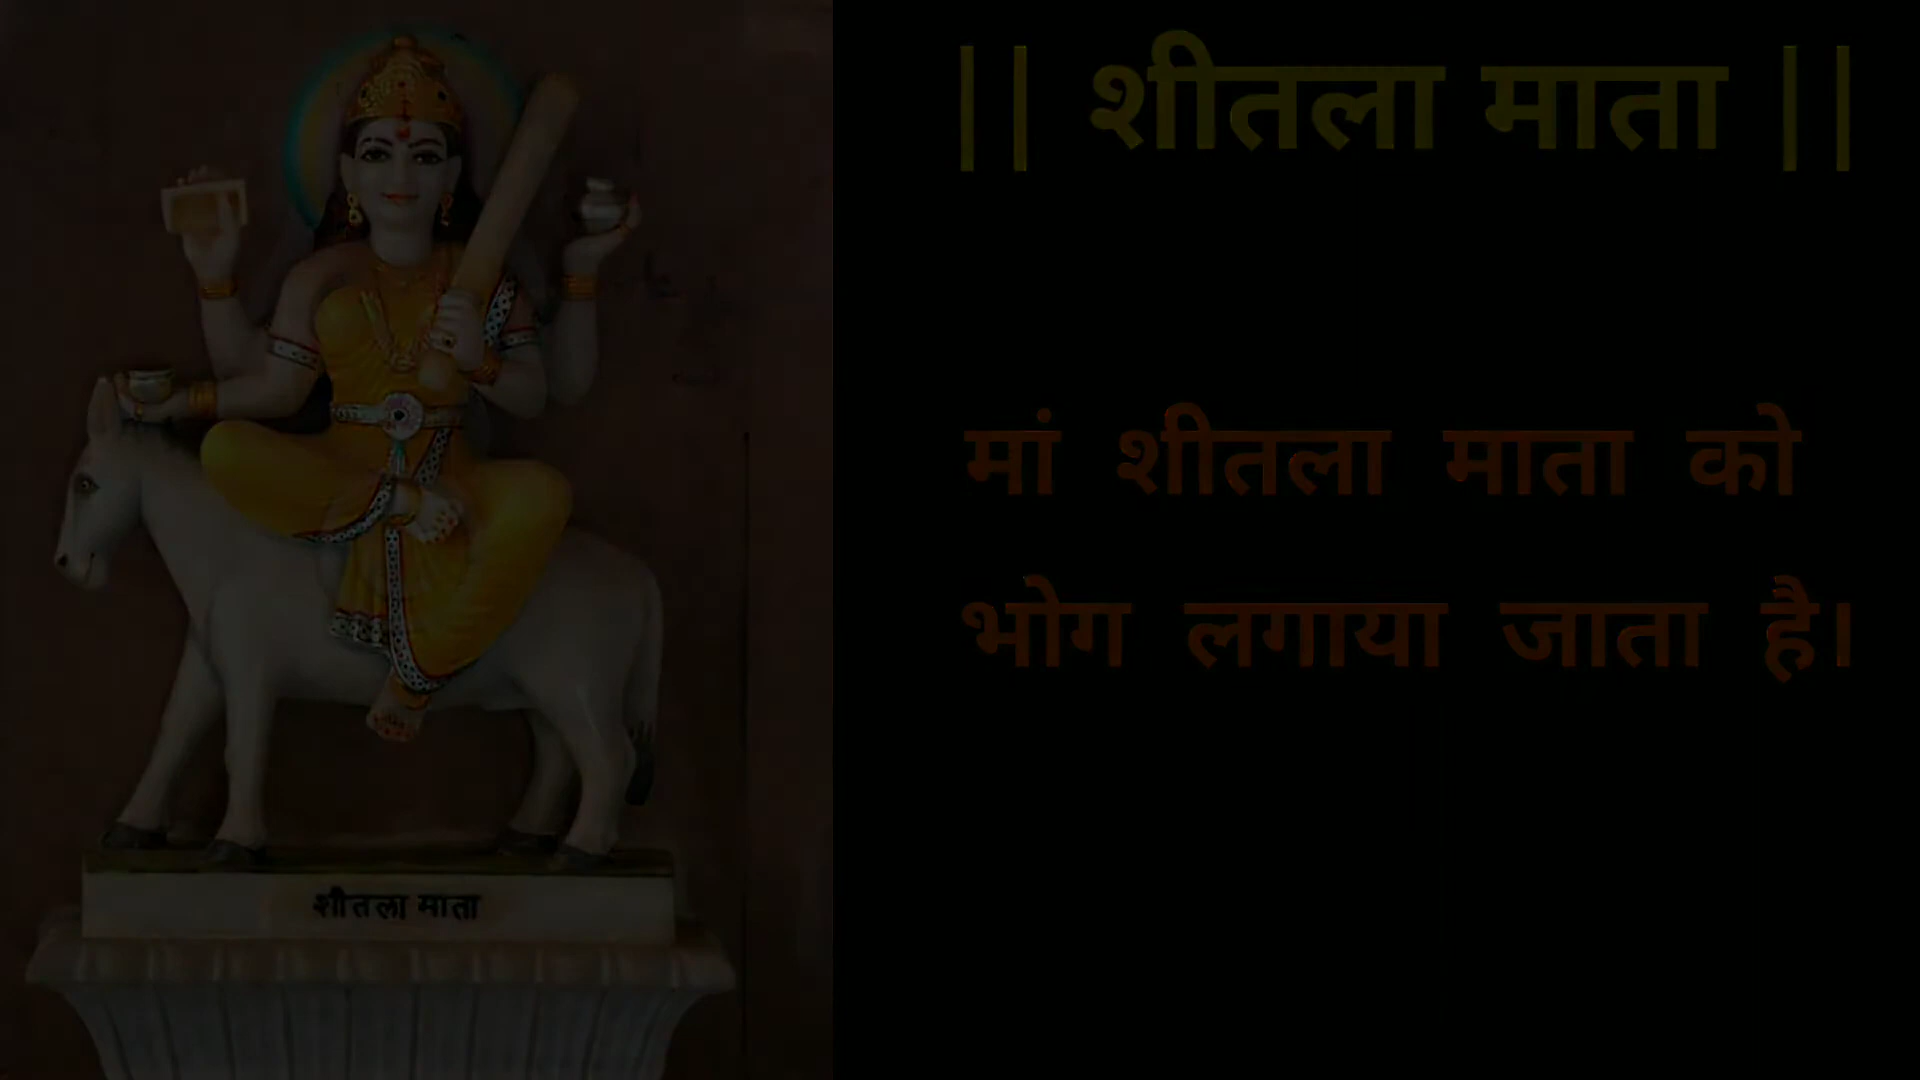 || शीतला माता ||
मां शीतला माता को
भोग लगाया जाता है।
शीतला माता